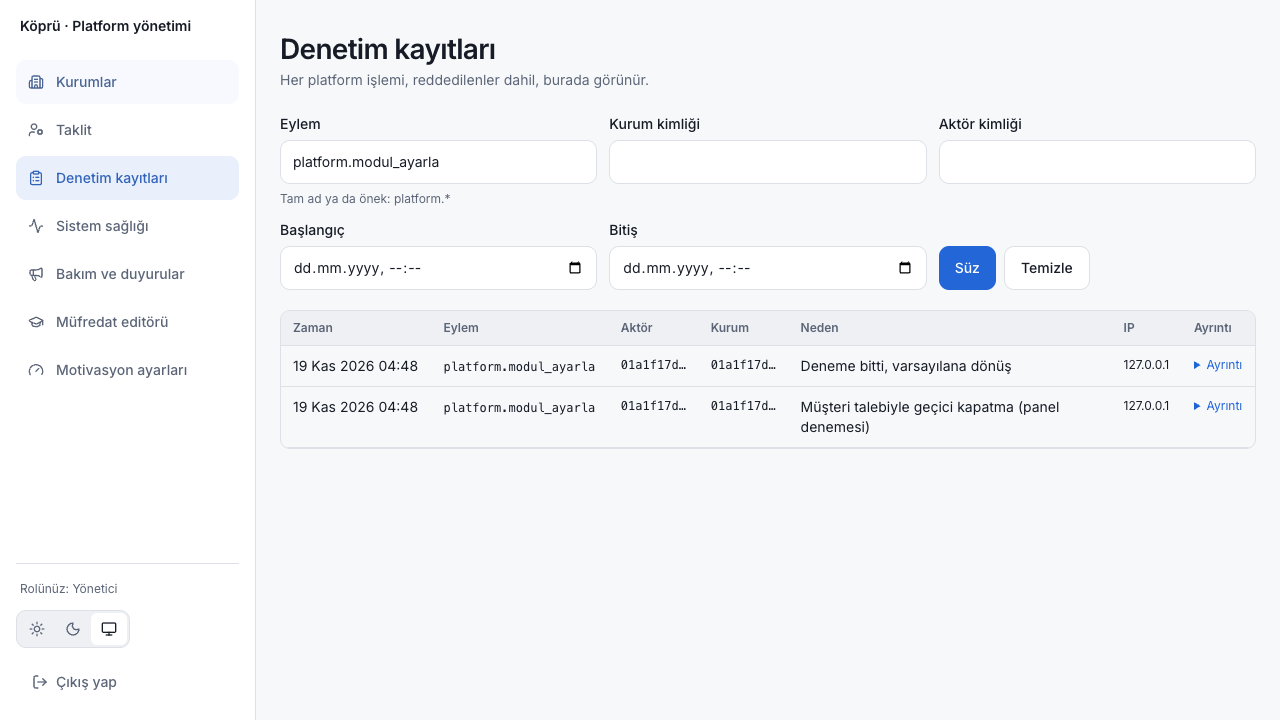 Köprü · Platform yönetimi
Kurumlar
Taklit
Denetim kayıtları
Sistem sağlığı
Bakım ve duyurular
Müfredat editörü
Motivasyon ayarları
Rolünüz: Yönetici
Çıkış yap
Denetim kayıtları
Her platform işlemi, reddedilenler dahil, burada görünür.
Eylem Kurum kimliği Aktör kimliği
platform.modul_ayarla
Tam ad ya da önek: platform.*
Başlangıç Bitiş
dd.mm.yyyy, --:-- dd.mm.yyyy, --:-- Süz Temizle
Zaman Eylem Aktör Kurum Neden IP Ayrıntı
19 Kas 2026 04:48 platform.modul_ayarla 01a1f17d… 01a1f17d… Deneme bitti, varsayılana dönüş 127.0.0.1 Ayrıntı
19 Kas 2026 04:48 platform.modul_ayarla 01a1f17d… 01a1f17d… Müşteri talebiyle geçici kapatma (panel 127.0.0.1 Ayrıntı
denemesi)